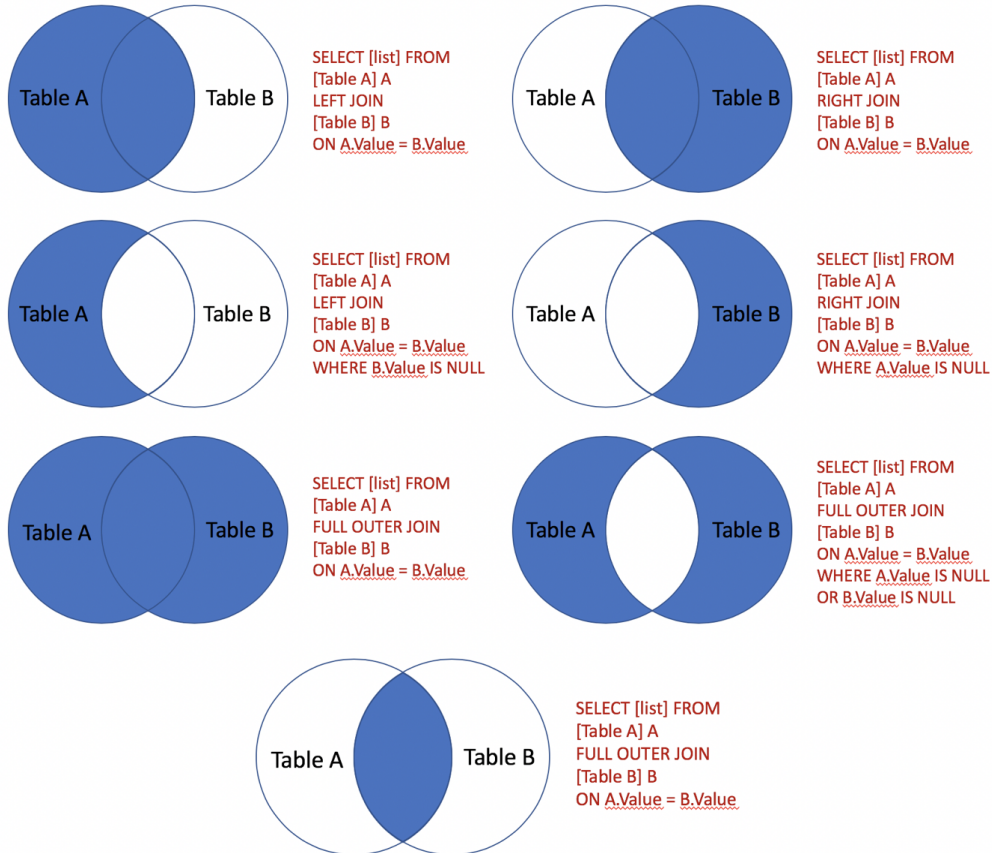 Table A
Table B
SELECT [list] FROM
[Table A] A
LEFT JOIN
[Table B] B
ON A.Value = B.Value
Table A
Table B
SELECT [list] FROM
[Table A] A
RIGHT JOIN
[Table B] B
ON A.Value = B.Value
Table A
Table B
SELECT [list] FROM
[Table A] A
LEFT JOIN
[Table B] B
ON A.Value = B.Value
WHERE B.Value IS NULL
Table A
Table B
SELECT [list] FROM
[Table A] A
RIGHT JOIN
[Table B] B
ON A.Value = B.Value
WHERE A.Value IS NULL
Table A
Table B
SELECT [list] FROM
[Table A] A
FULL OUTER JOIN
[Table B] B
ON A.Value = B.Value
Table A
Table B
SELECT [list] FROM
[Table A] A
FULL OUTER JOIN
[Table B] B
ON A.Value = B.Value
WHERE A.Value IS NULL
OR B.Value IS NULL
Table A
Table B
SELECT [list] FROM
[Table A] A
FULL OUTER JOIN
[Table B] B
ON A.Value = B.Value